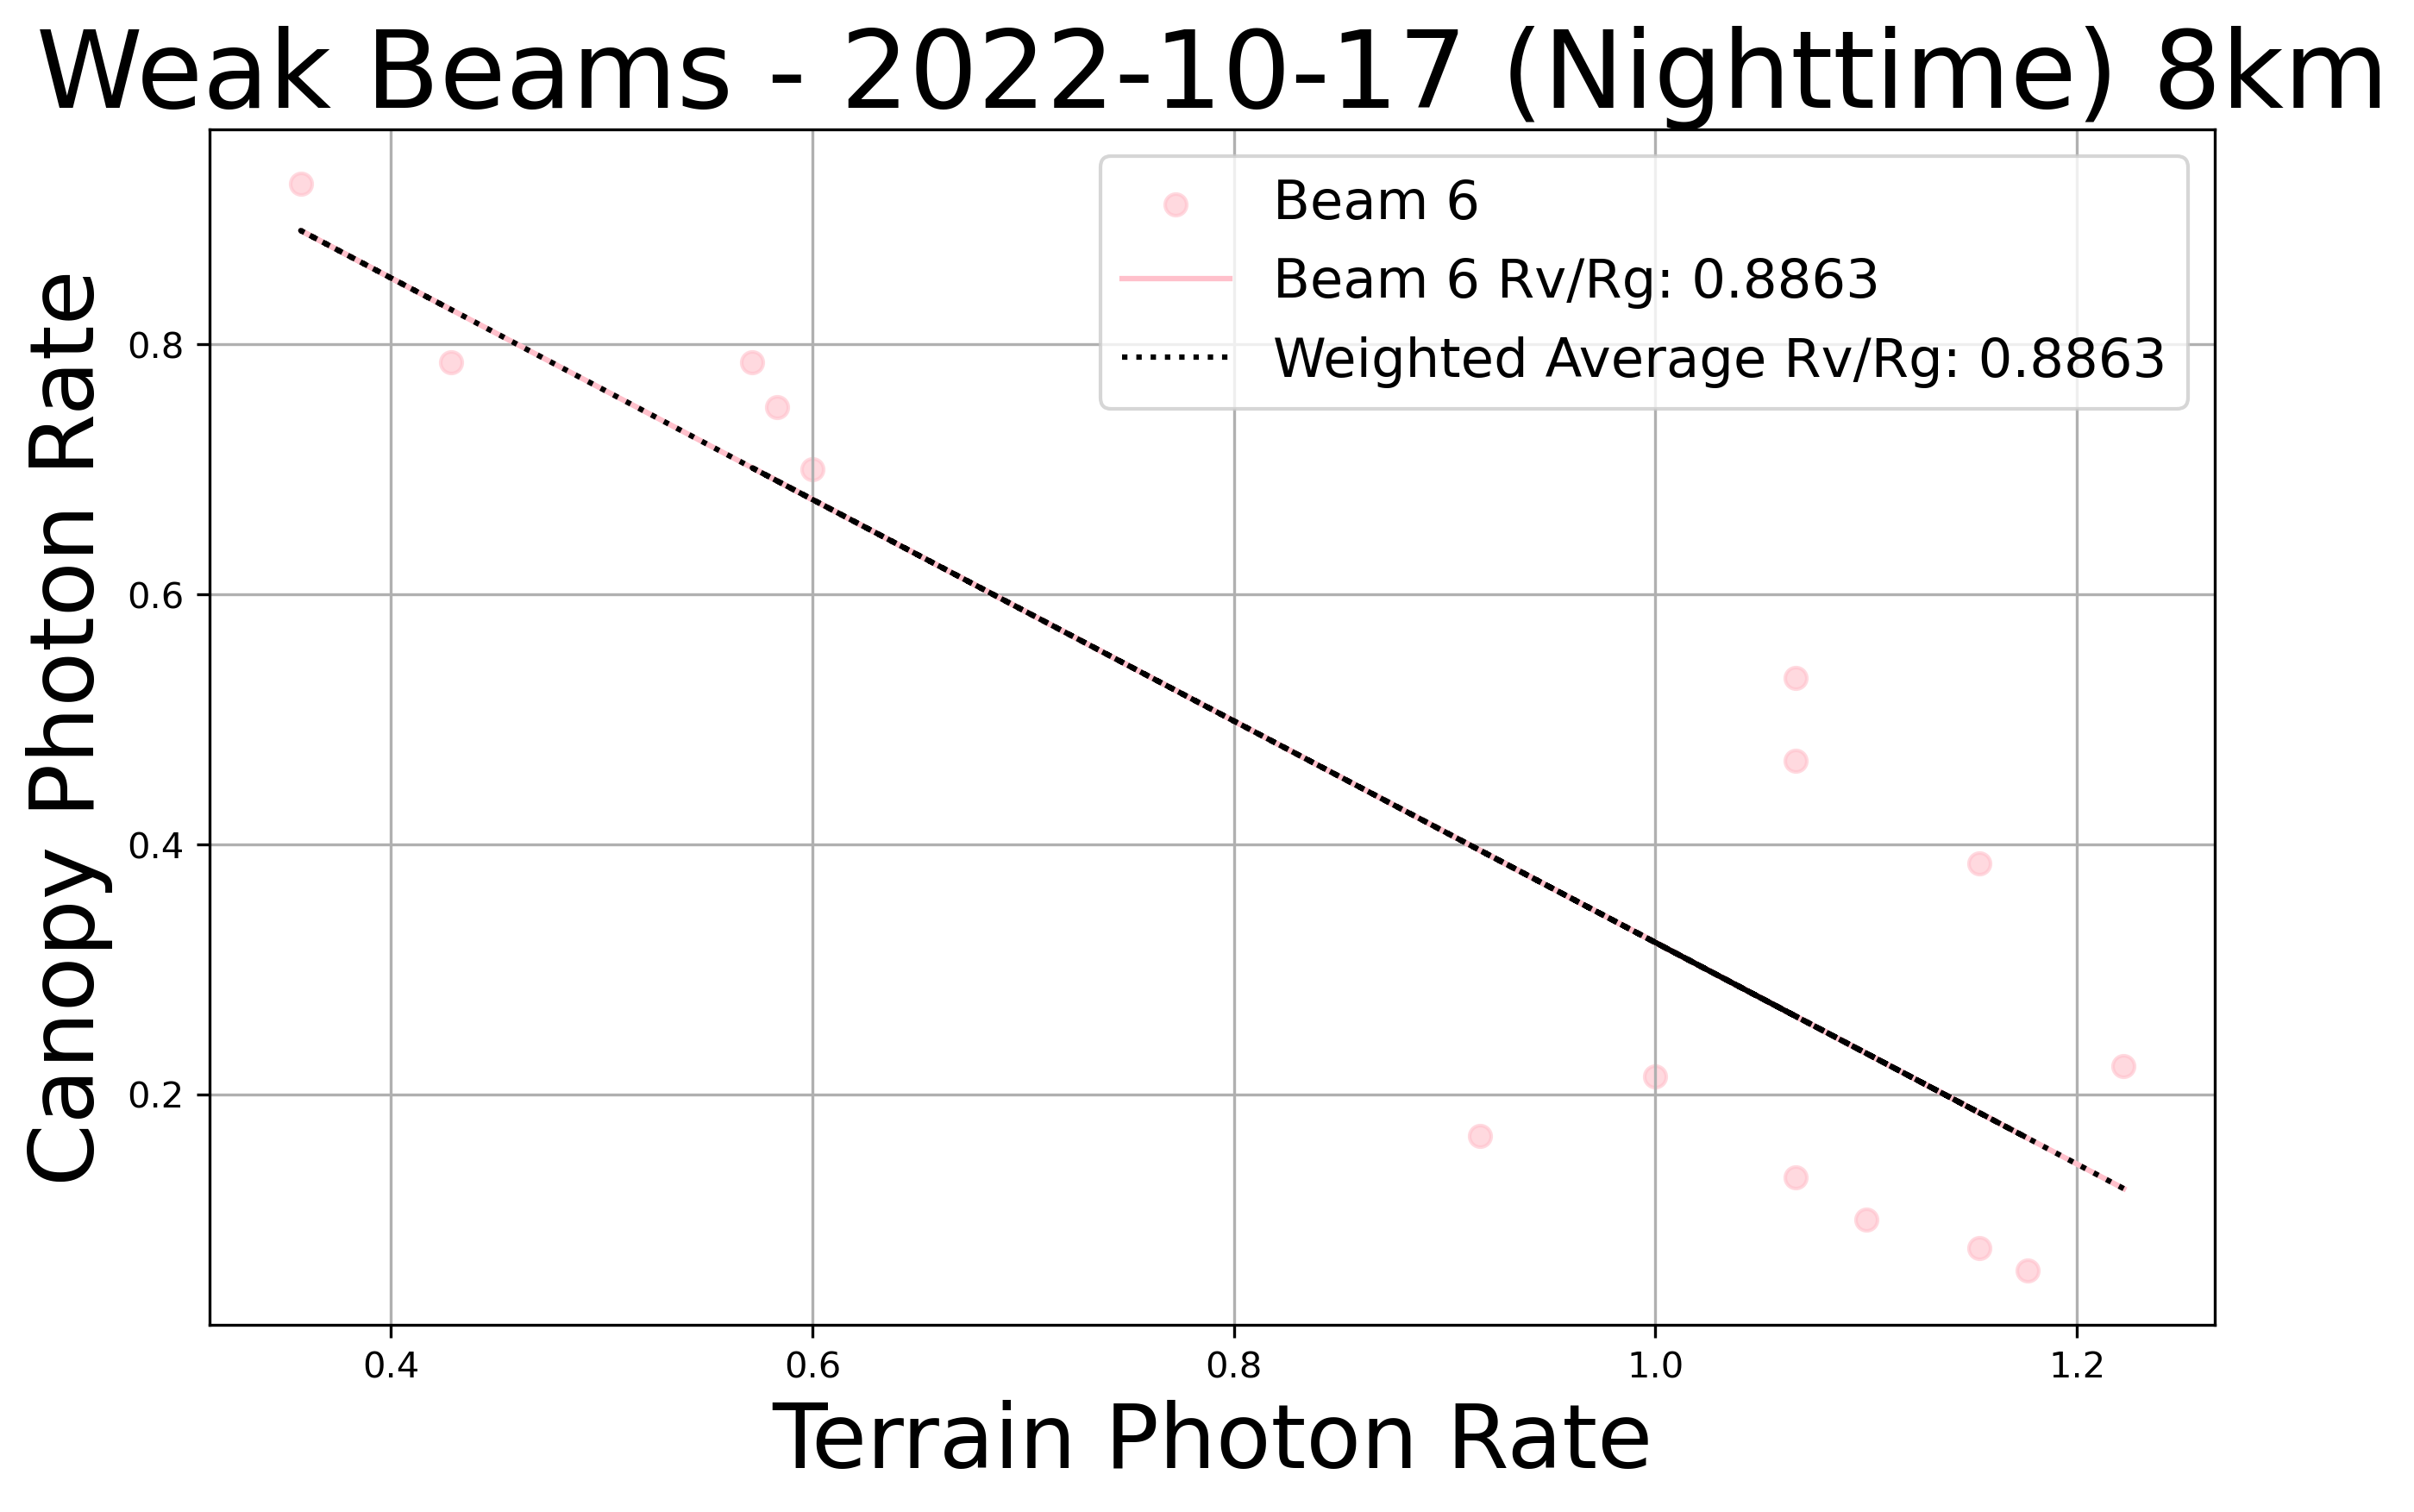 Weak Beams - 2022-10-17 (Nighttime) 8km
Beam 6
Beam 6 Rv/Rg: 0.8863
Weighted Average Rv/Rg: 0.8863
Canopy Photon Rate
0.8
0.6
0.4
0.2
0.4 0.6 0.8 1.0 1.2
Terrain Photon Rate